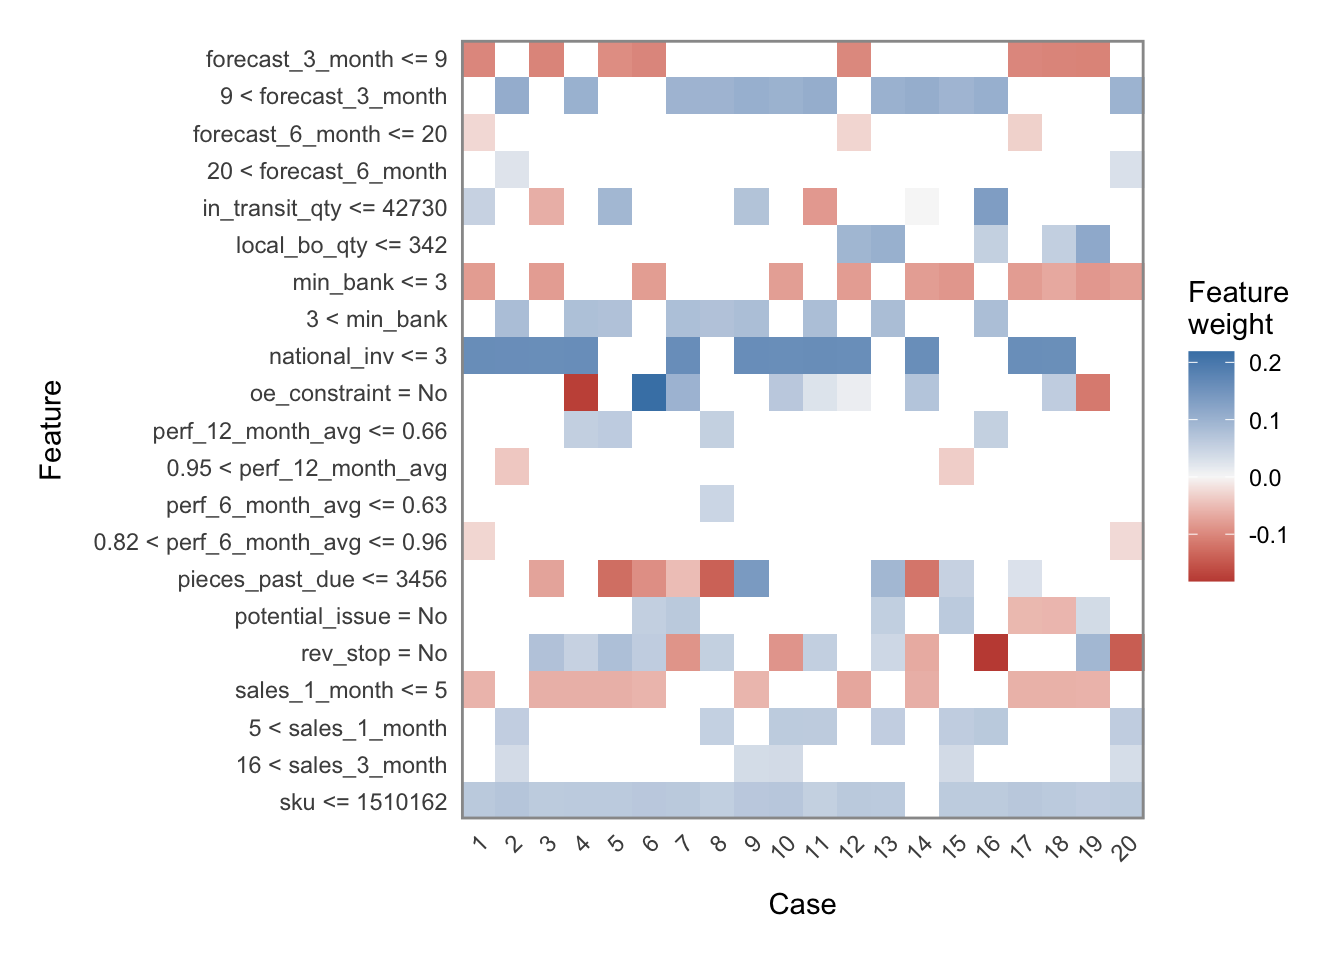 forecast_3_month <= 9
9 < forecast_3_month
forecast_6_month <= 20
20 < forecast_6_month
in_transit_qty <= 42730
local_bo_qty <= 342
min_bank <= 3
3 < min_bank
national_inv <= 3
oe_constraint = No
perf_12_month_avg <= 0.66
0.95 < perf_12_month_avg
perf_6_month_avg <= 0.63
0.82 < perf_6_month_avg <= 0.96
pieces_past_due <= 3456
potential_issue = No
rev_stop = No
sales_1_month <= 5
5 < sales_1_month
16 < sales_3_month
sku <= 1510162
Feature
1 2 3 4 5 6 7 8 9 10 11 12 13 14 15 16 17 18 19 20
Case
Feature
weight
0.2
0.1
0.0
-0.1